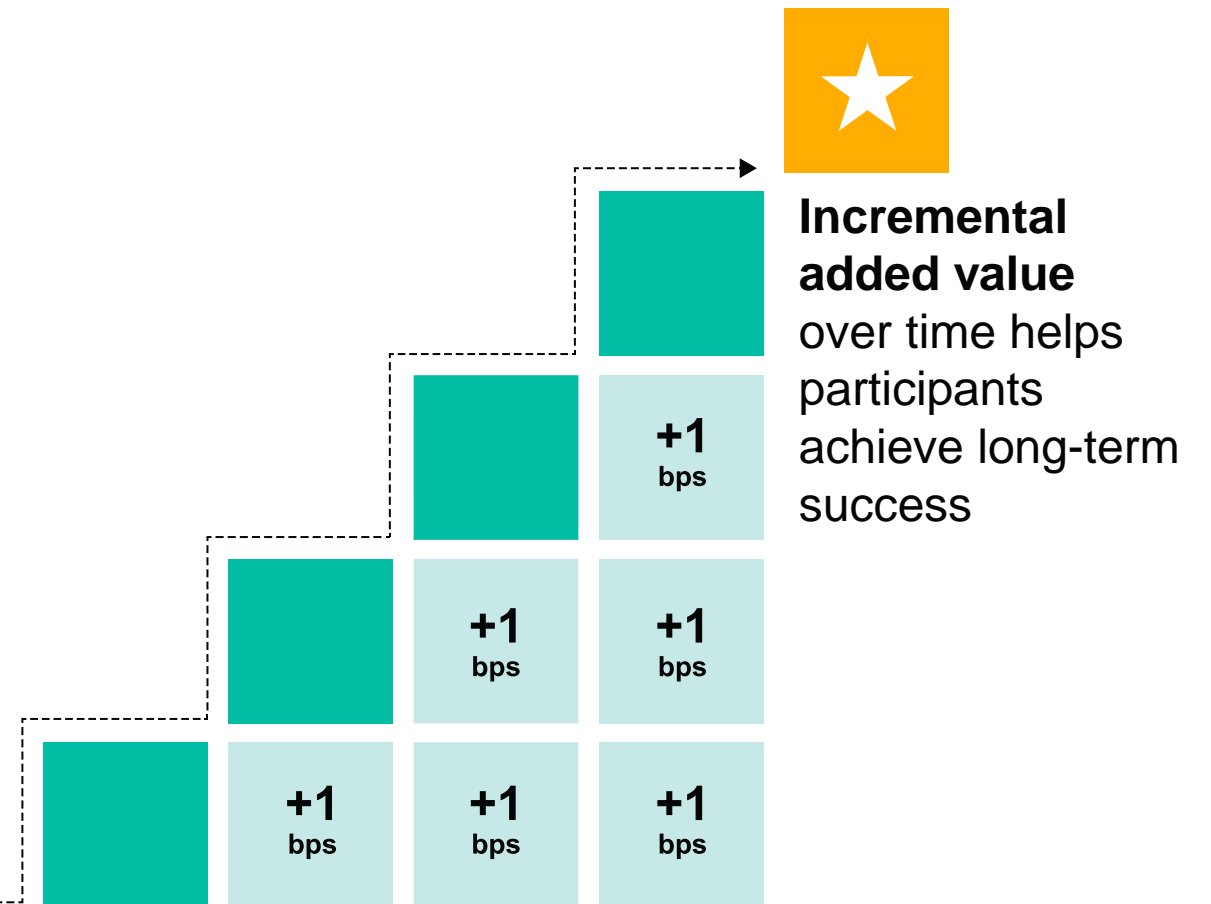 Incremental
added value
over time helps
participants
achieve long-term
success
+1
bps
+1
bps
+1
bps
+1
bps
+1
bps
+1
bps